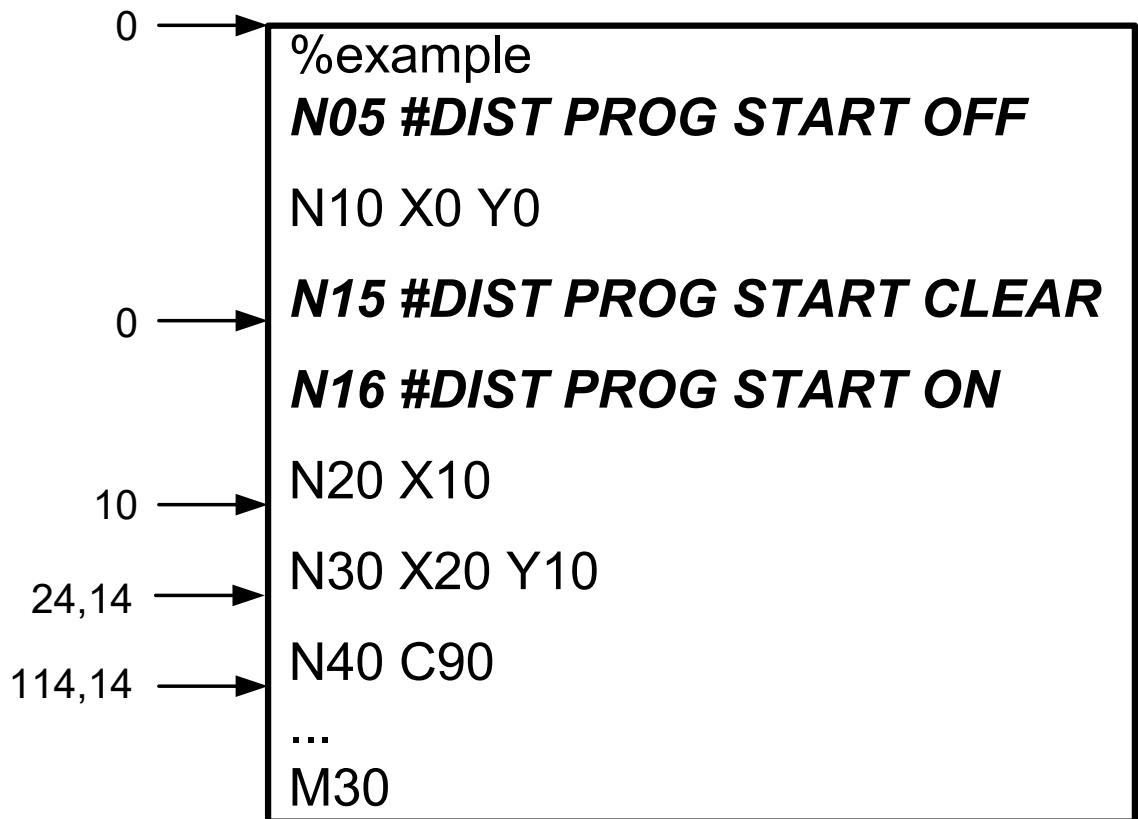 0
%example
N05 #DIST PROG START OFF
N10 X0 Y0
N15 #DIST PROG START CLEAR
0
N16 #DIST PROG START ON
N20 X10
10
N30 X20 Y10
24,14
N40 C90
114,14
...
M30